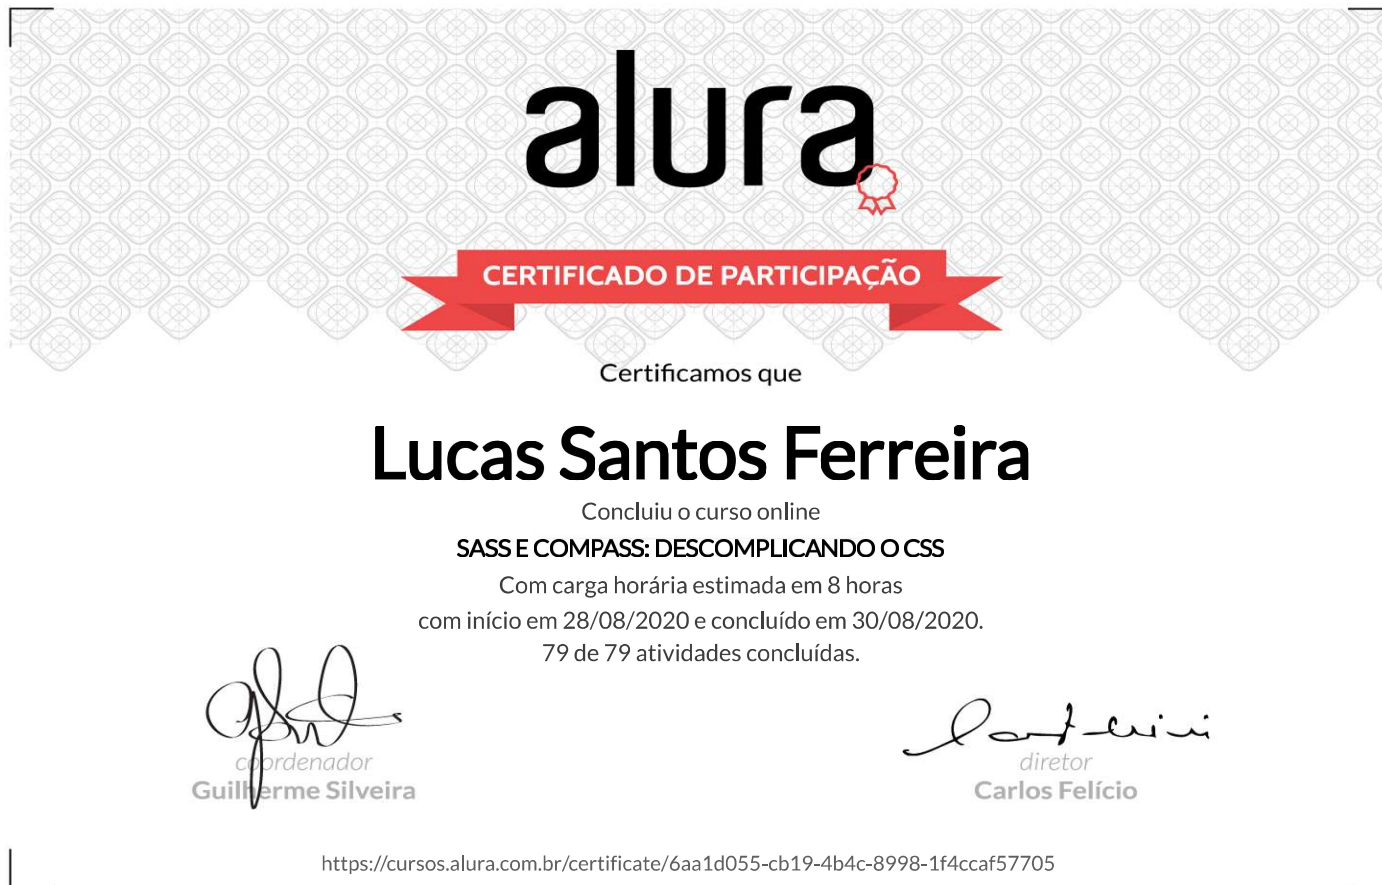 alura
CERTIFICADO DE PARTICIPAÇÃO
Certificamos que
Lucas Santos Ferreira
Concluiu o curso online
SASS E COMPASS: DESCOMPLICANDO O CSS
Com carga horária estimada em 8 horas
com início em 28/08/2020 e concluído em 30/08/2020.
79 de 79 atividades concluídas.
coordenador
Guilherme Silveira
diretor
Carlos Felício
https://cursos.alura.com.br/certificate/6aa1d055-cb19-4b4c-8998-1f4ccaf57705